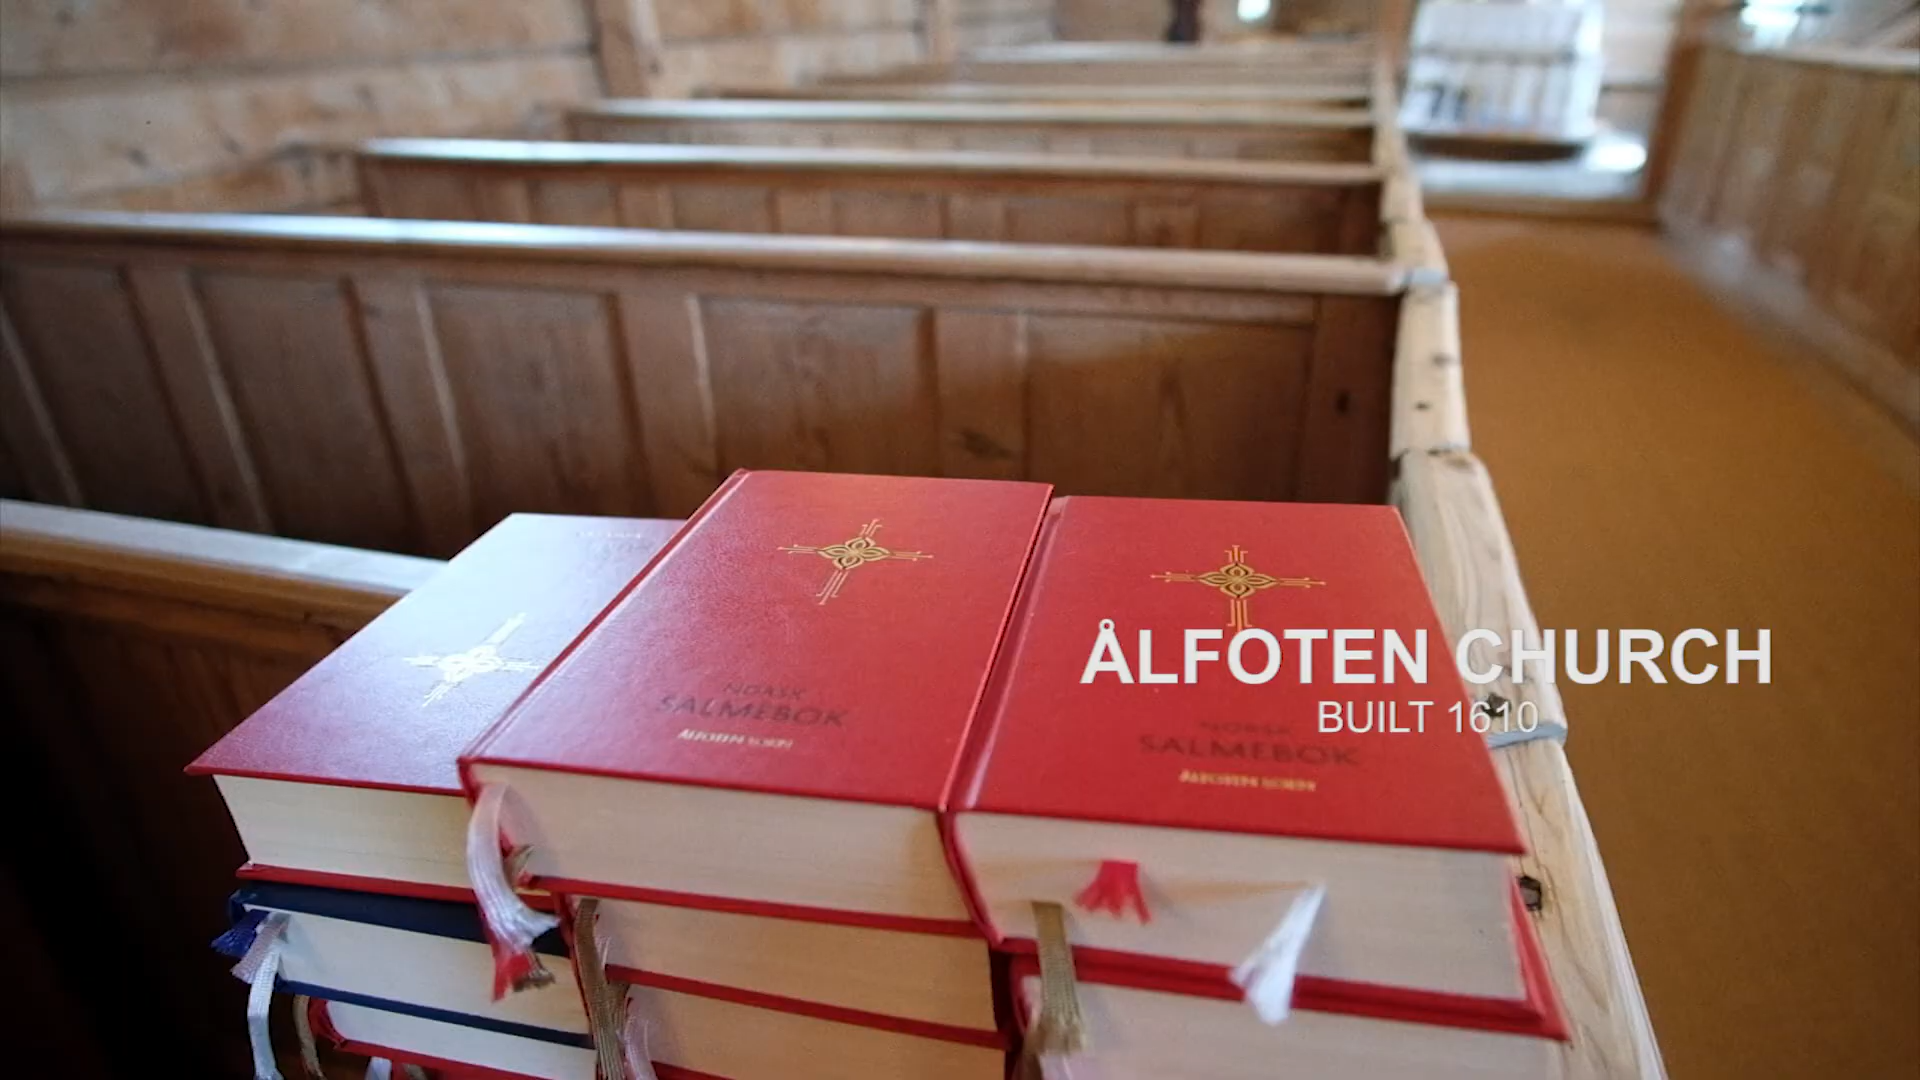 ÅLFOTEN CHURCH
BUILT 1610
NORSK
SALMEBOK
ÅLFOTEN SOKN
NORSK
SALMEBOK
ÅLFOTEN SOKN